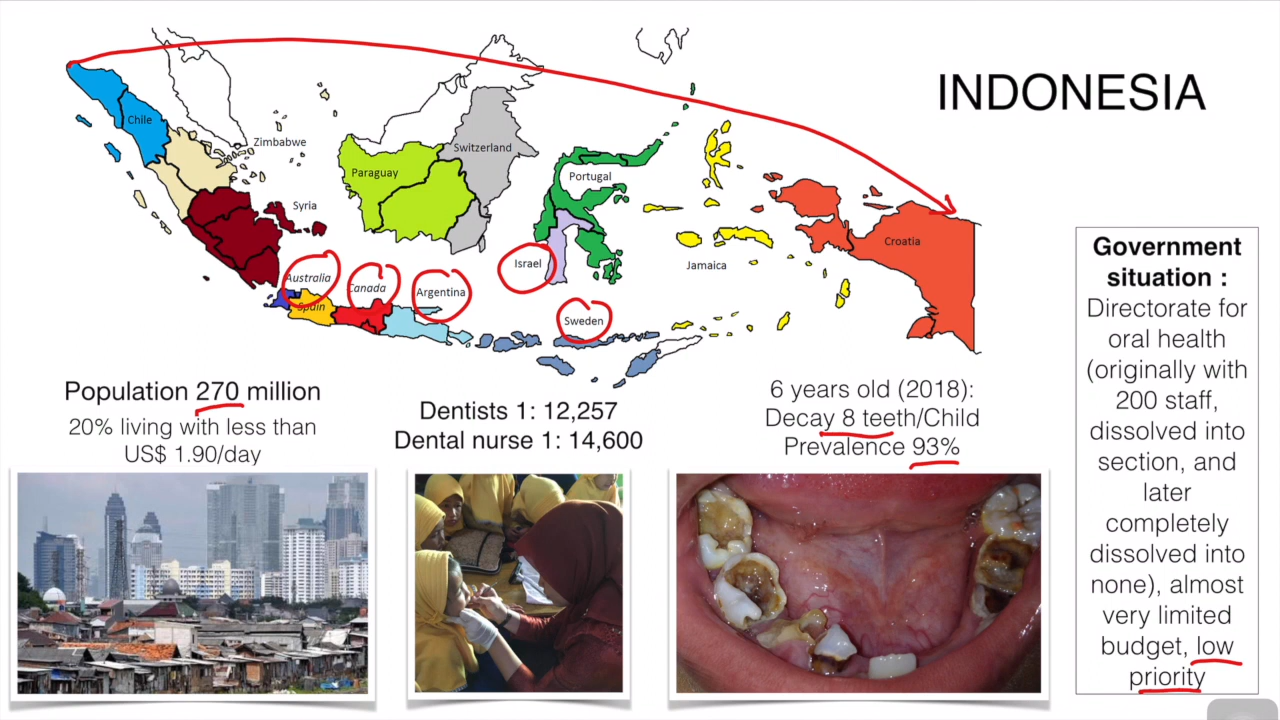 INDONESIA
Chile
Zimbabwe
Switzerland
Paraguay
Portugal
Syria
Croatia
Israel
Jamaica
Australia
Canada
Argentina
Spain
Sweden
Population 270 million
20% living with less than
US$ 1.90/day
Dentists 1: 12,257
Dental nurse 1: 14,600
6 years old (2018):
Decay 8 teeth/Child
Prevalence 93%
Government
situation :
Directorate for
oral health
(originally with
200 staff,
dissolved into
section, and
later
completely
dissolved into
none), almost
very limited
budget, low
priority